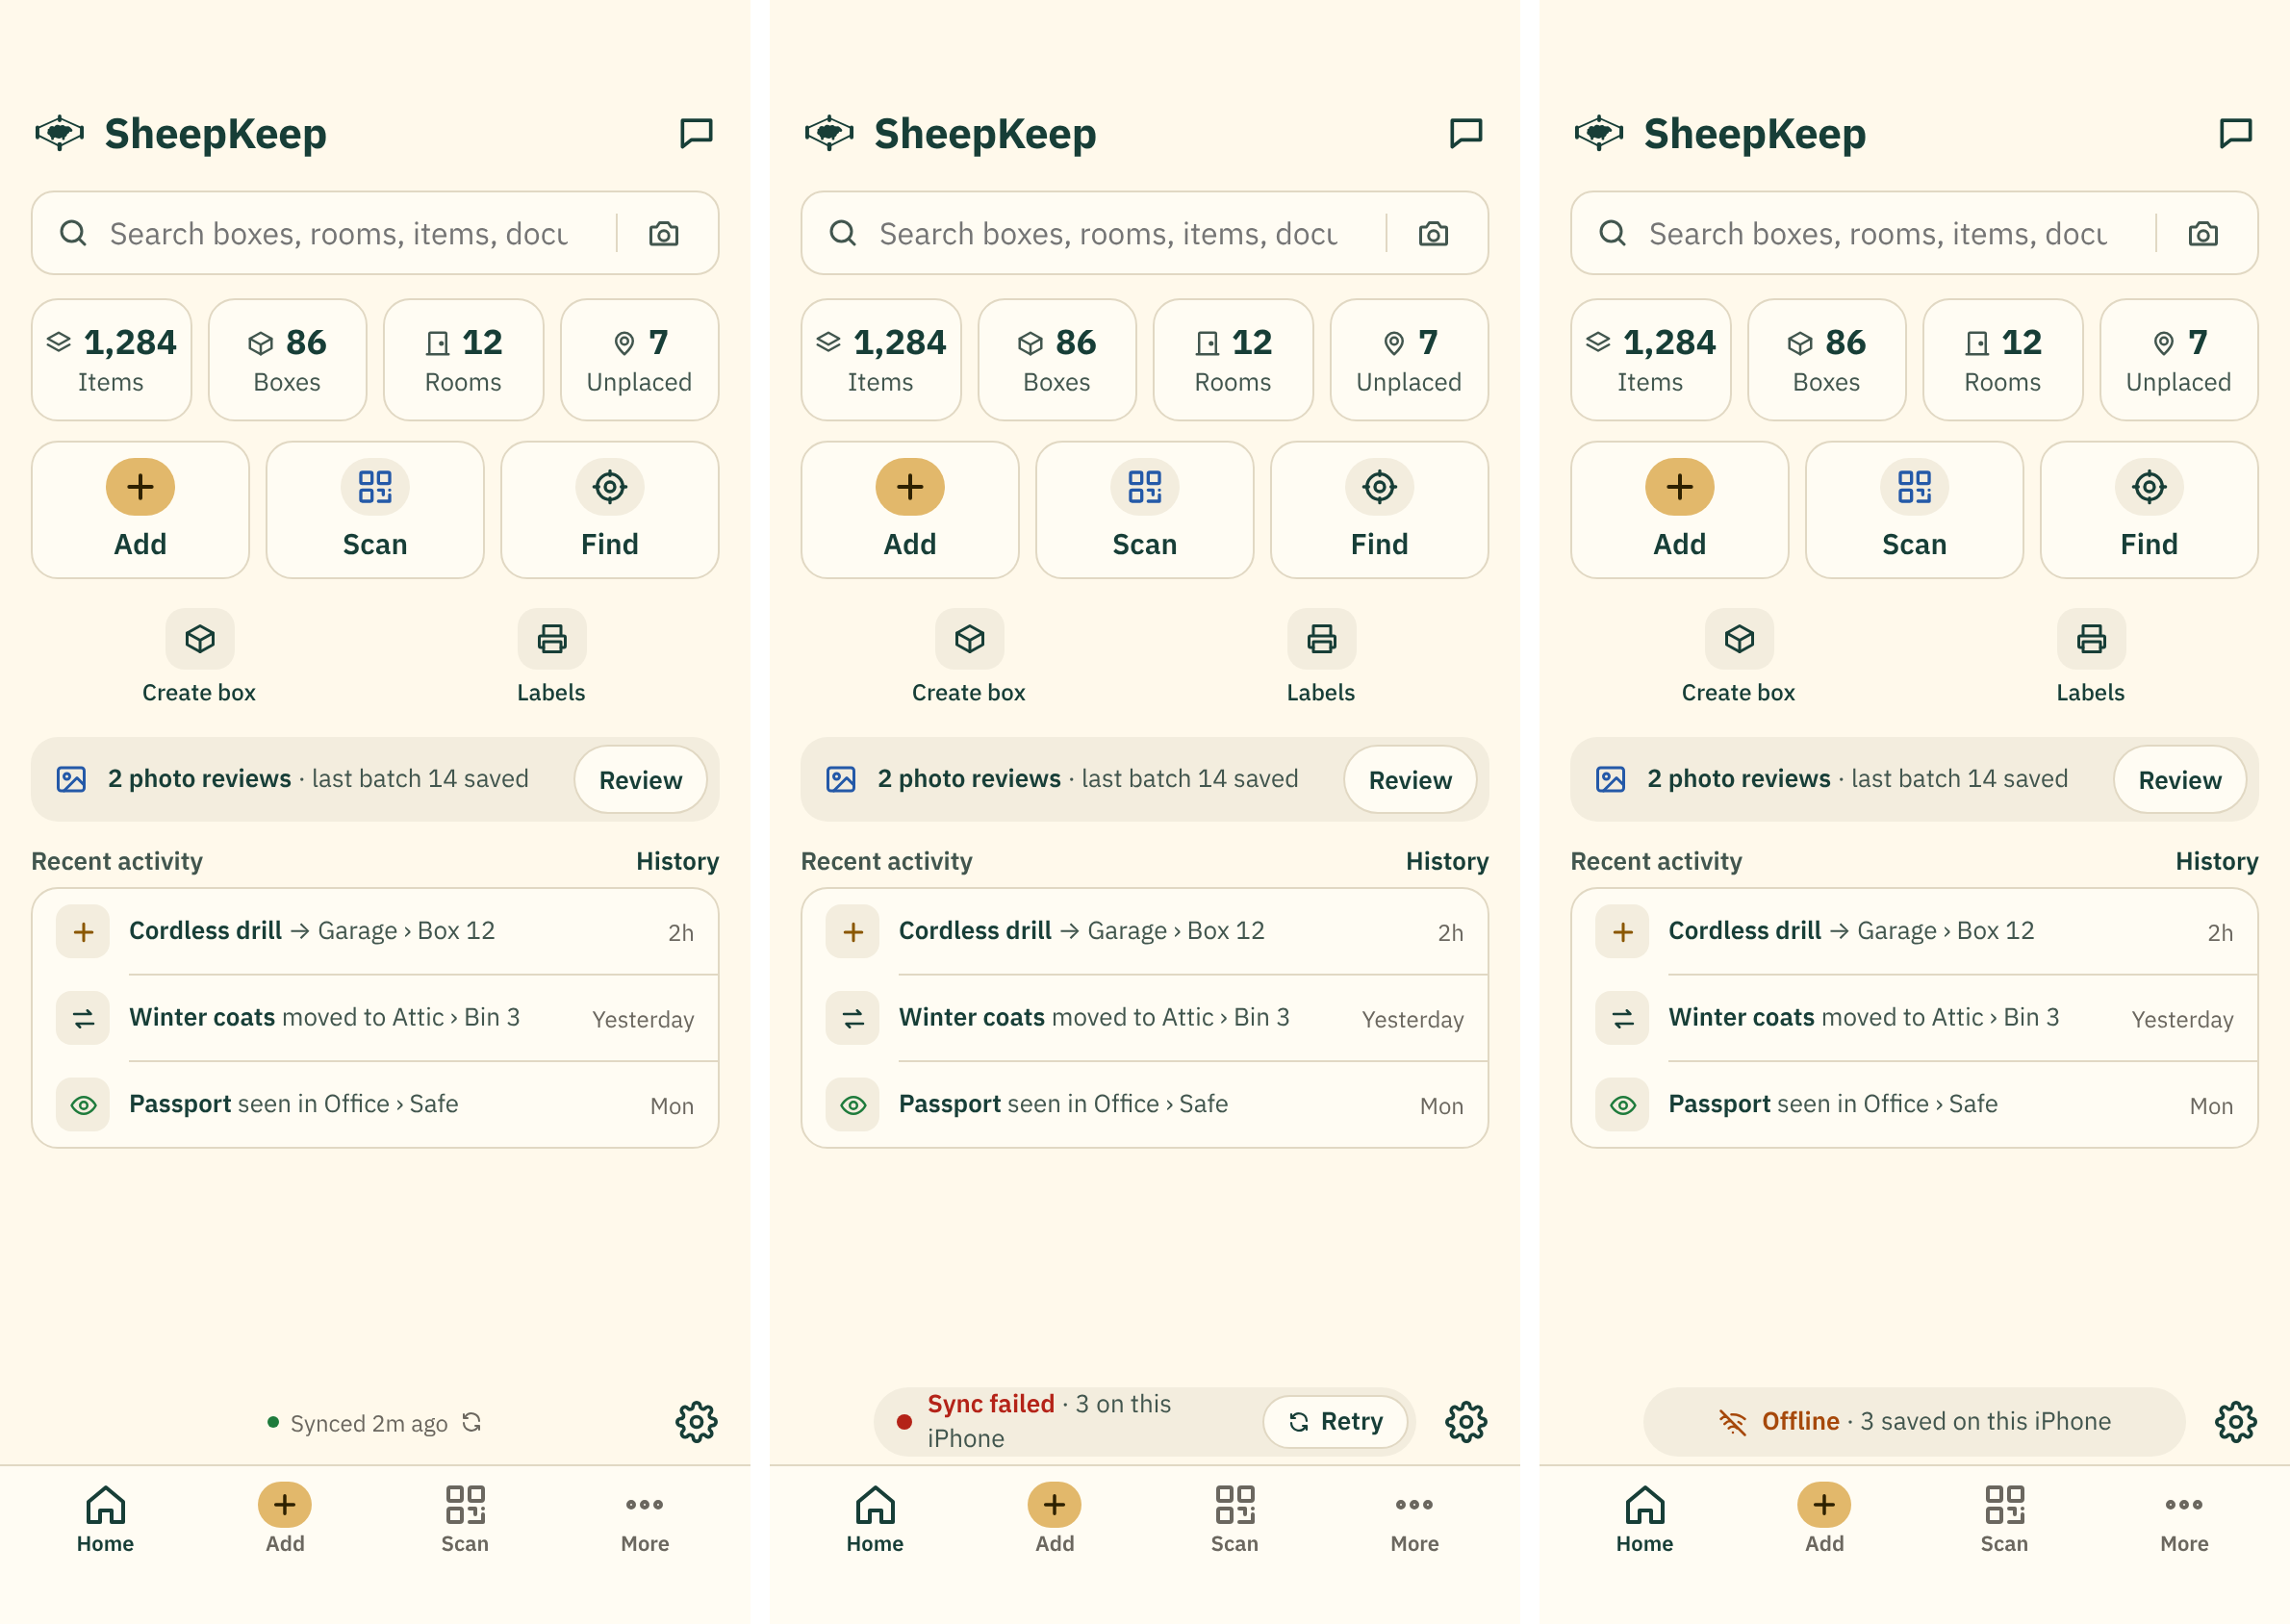 SheepKeep
Search boxes, rooms, items, docu
1,284
86
12
7
Items
Boxes
Rooms
Unplaced
Add
Scan
Find
Create box
Labels
2 photo reviews · last batch 14 saved
Review
Recent activity
History
Cordless drill → Garage › Box 12
2h
Winter coats moved to Attic › Bin 3
Yesterday
Passport seen in Office › Safe
Mon
Synced 2m ago
Home
Add
Scan
More
SheepKeep
Search boxes, rooms, items, docu
1,284
86
12
7
Items
Boxes
Rooms
Unplaced
Add
Scan
Find
Create box
Labels
2 photo reviews · last batch 14 saved
Review
Recent activity
History
Cordless drill → Garage › Box 12
2h
Winter coats moved to Attic › Bin 3
Yesterday
Passport seen in Office › Safe
Mon
Sync failed · 3 on this
iPhone
Retry
Home
Add
Scan
More
SheepKeep
Search boxes, rooms, items, docu
1,284
86
12
7
Items
Boxes
Rooms
Unplaced
Add
Scan
Find
Create box
Labels
2 photo reviews · last batch 14 saved
Review
Recent activity
History
Cordless drill → Garage › Box 12
2h
Winter coats moved to Attic › Bin 3
Yesterday
Passport seen in Office › Safe
Mon
Offline · 3 saved on this iPhone
Home
Add
Scan
More